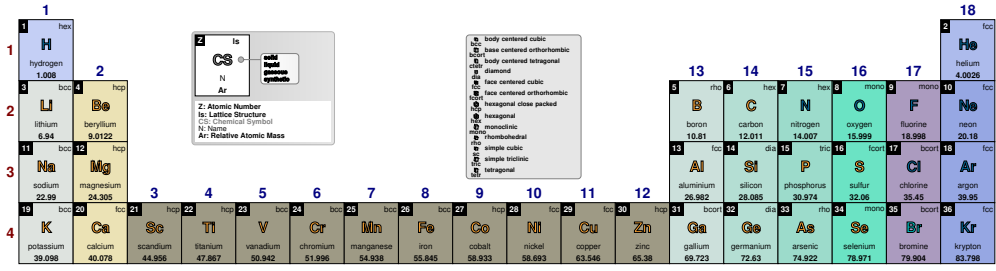 1
18
1 hex
H
hydrogen
1.008
2 fcc
He
helium
4.0026
1
Z ls
CS
N
Ar
solid
liquid
gaseous
synthetic
Z: Atomic Number
ls: Lattice Structure
CS: Chemical Symbol
N: Name
Ar: Relative Atomic Mass
body centered cubic
bcc
base centered orthorhombic
bcort
body centered tetragonal
ctetr
diamond
dia
face centered cubic
fcc
face centered orthorhombic
fcort
hexagonal close packed
hcp
hexagonal
hex
monoclinic
mono
rhombohedral
rho
simple cubic
sc
simple triclinic
tric
tetragonal
tetr
2
13 14 15 16 17
2
3 bcc
Li
lithium
6.94
4 hcp
Be
beryllium
9.0122
5 rho
B
boron
10.81
6 hex
C
carbon
12.011
7 hex
N
nitrogen
14.007
8 mono
O
oxygen
15.999
9 mono
F
fluorine
18.998
10 fcc
Ne
neon
20.18
3
11 bcc
Na
sodium
22.99
12 hcp
Mg
magnesium
24.305
13 fcc
Al
aluminium
26.982
14 dia
Si
silicon
28.085
15 tric
P
phosphorus
30.974
16 fcort
S
sulfur
32.06
17 bcort
Cl
chlorine
35.45
18 fcc
Ar
argon
39.95
3 4 5 6 7 8 9 10 11 12
4
19 bcc
K
potassium
39.098
20 fcc
Ca
calcium
40.078
21 hcp
Sc
scandium
44.956
22 hcp
Ti
titanium
47.867
23 bcc
V
vanadium
50.942
24 bcc
Cr
chromium
51.996
25 bcc
Mn
manganese
54.938
26 bcc
Fe
iron
55.845
27 hcp
Co
cobalt
58.933
28 fcc
Ni
nickel
58.693
29 fcc
Cu
copper
63.546
30 hcp
Zn
zinc
65.38
31 bcort
Ga
gallium
69.723
32 dia
Ge
germanium
72.63
33 rho
As
arsenic
74.922
34 mono
Se
selenium
78.971
35 bcort
Br
bromine
79.904
36 fcc
Kr
krypton
83.798